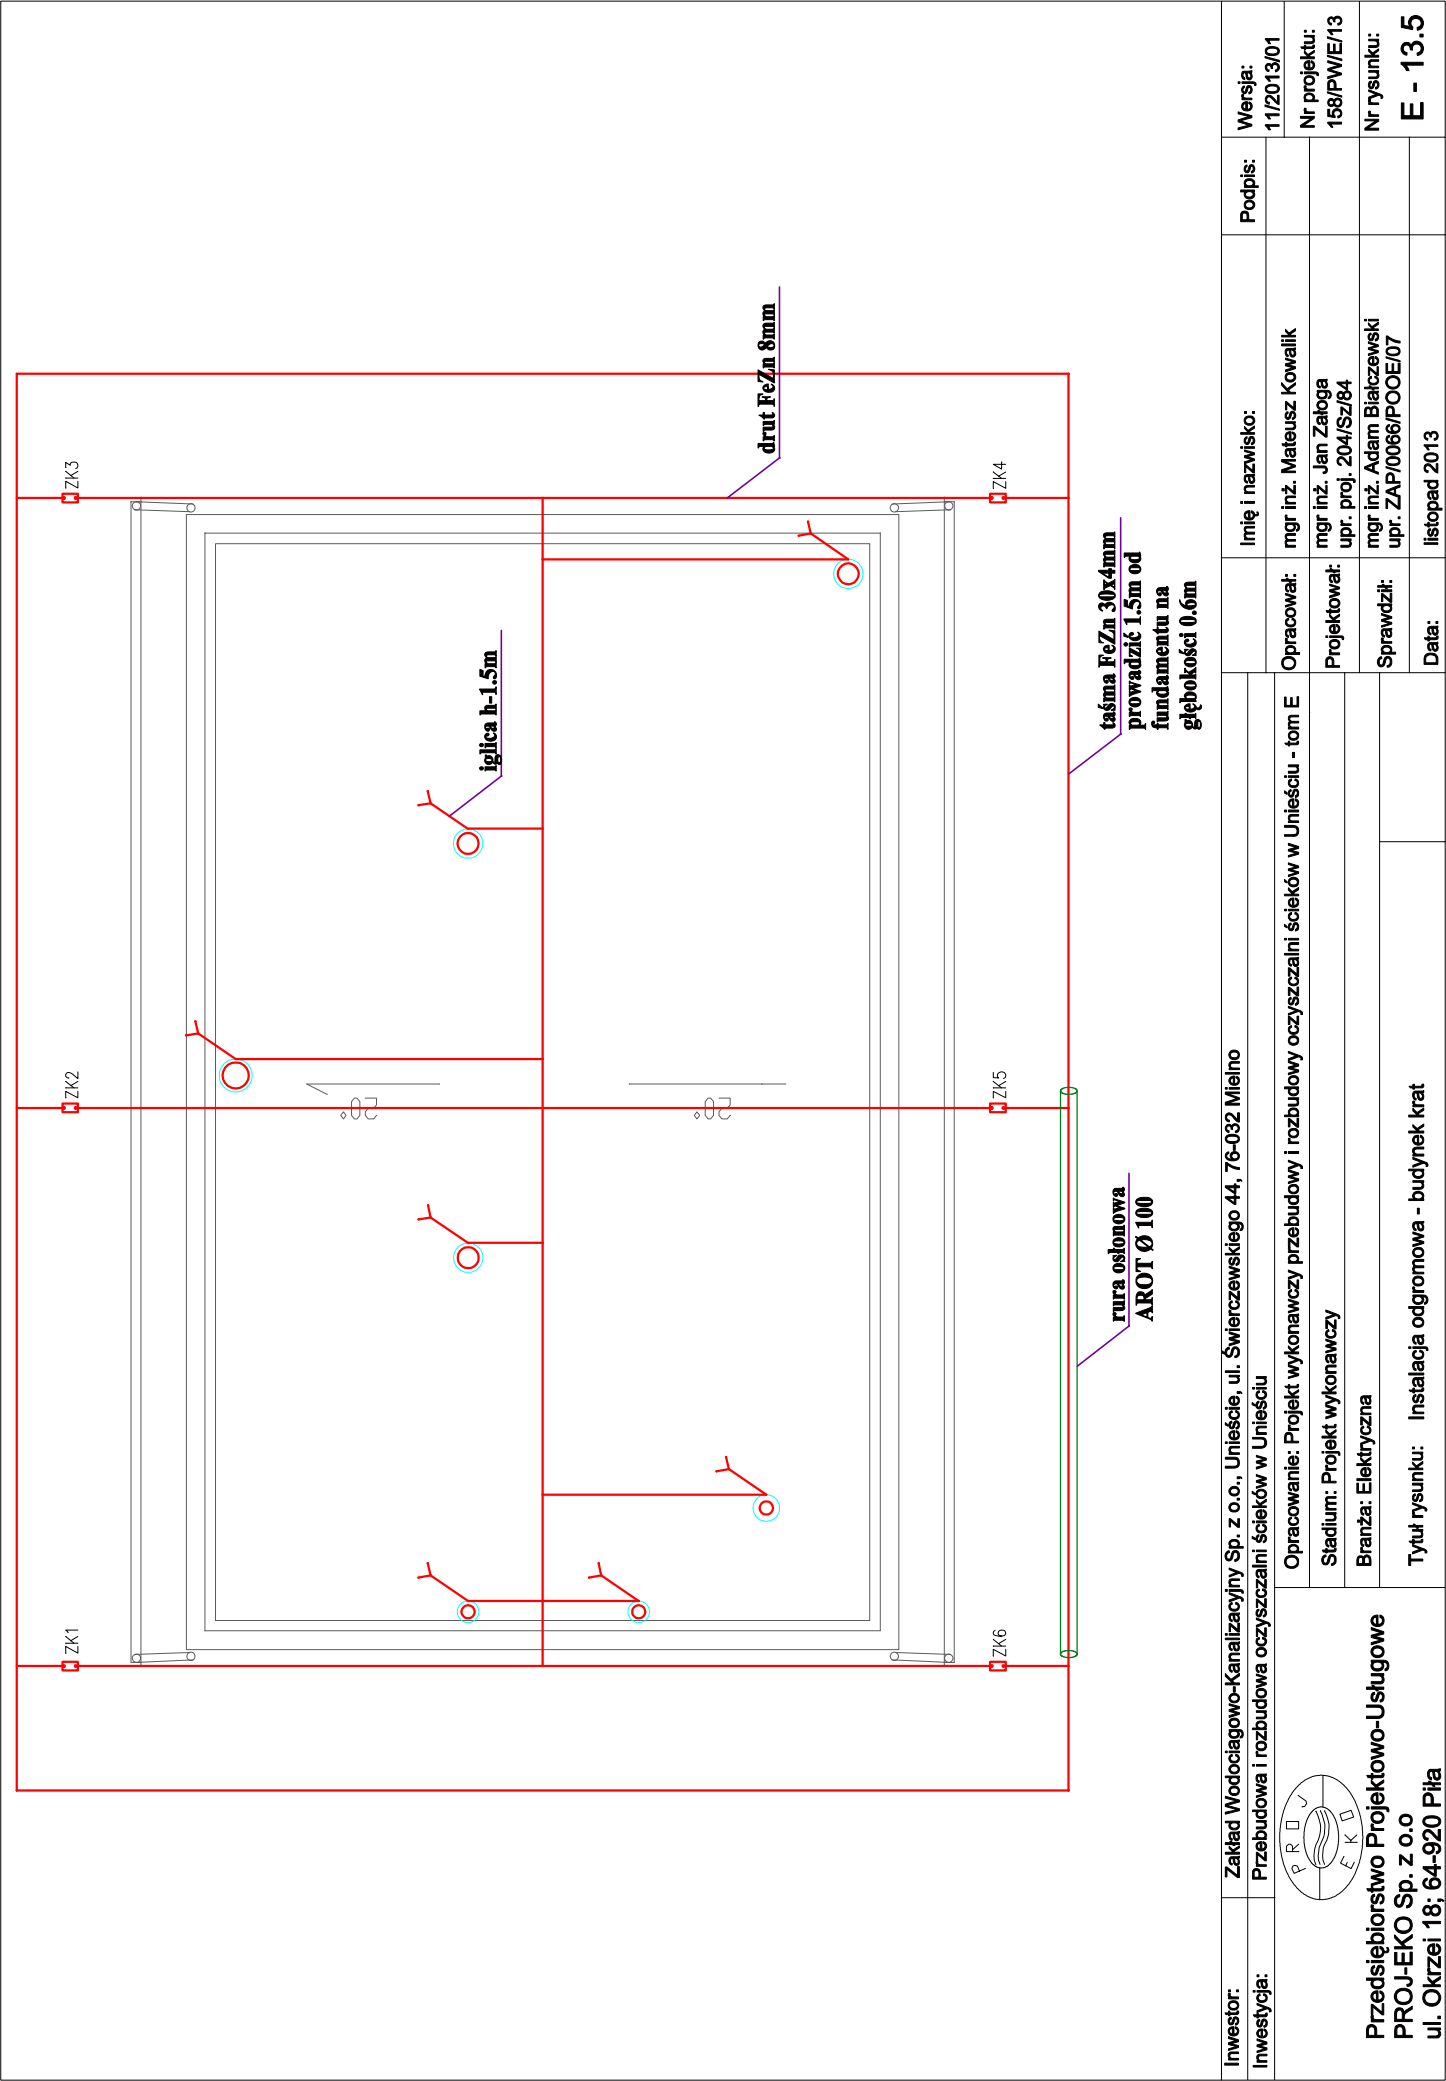 ZK1
ZK2
ZK3
iglica h-1.5m
drut FeZn 8mm
5°
5°
ZK6
ZK5
ZK4
taśma FeZn 30x4mm
prowadzić 1.5m od
fundamentu na
głębokości 0.6m
rura osłonowa
AROT Ø 100
Inwestor:
Zakład Wodociagowo-Kanalizacyjny Sp. z o.o., Unieście, ul. Świerczewskiego 44, 76-032 Mielno
Inwestycja:
Przebudowa i rozbudowa oczyszczalni ścieków w Unieściu
PROJ
EKO
Przedsiębiorstwo Projektowo-Usługowe
PROJ-EKO Sp. z o.o
ul. Okrzei 18; 64-920 Piła
Opracowanie: Projekt wykonawczy przebudowy i rozbudowy oczyszczalni ścieków w Unieściu - tom E
Stadium: Projekt wykonawczy
Branża: Elektryczna
Tytuł rysunku: Instalacja odgromowa - budynek krat
Imię i nazwisko:
Podpis:
Opracował:
mgr inż. Mateusz Kowalik
Projektował:
mgr inż. Jan Załoga
upr. proj. 204/Sz/84
Sprawdził:
mgr inż. Adam Białczewski
upr. ZAP/0066/POOE/07
Data:
listopad 2013
Wersja:
11/2013/01
Nr projektu:
158/PW/E/13
Nr rysunku:
E - 13.5